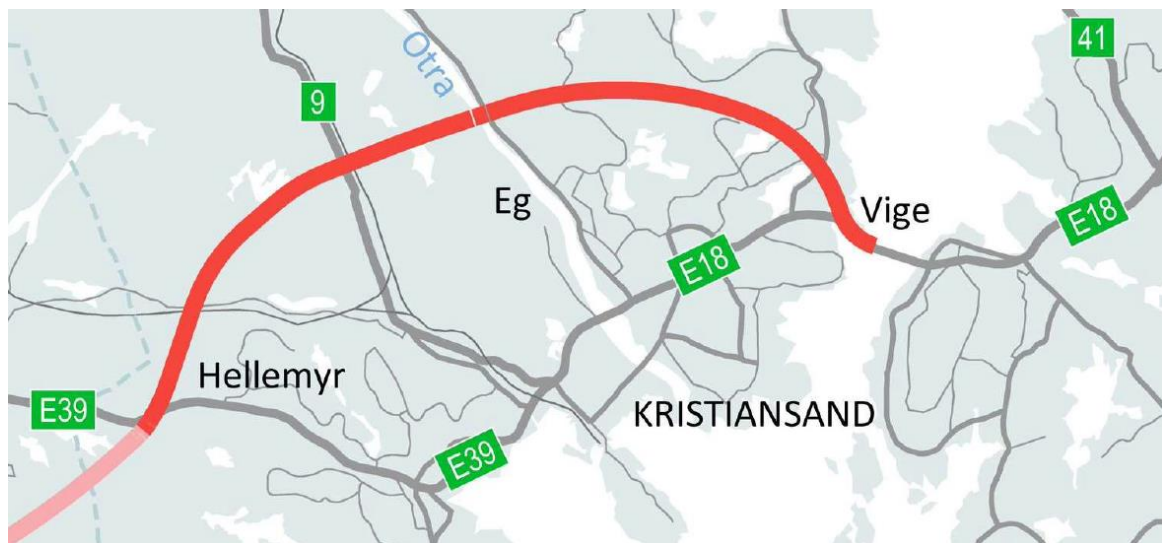 41
Otra
9
Eg
Vige
E18
E18
Hellemyr
E39
KRISTIANSAND
E39